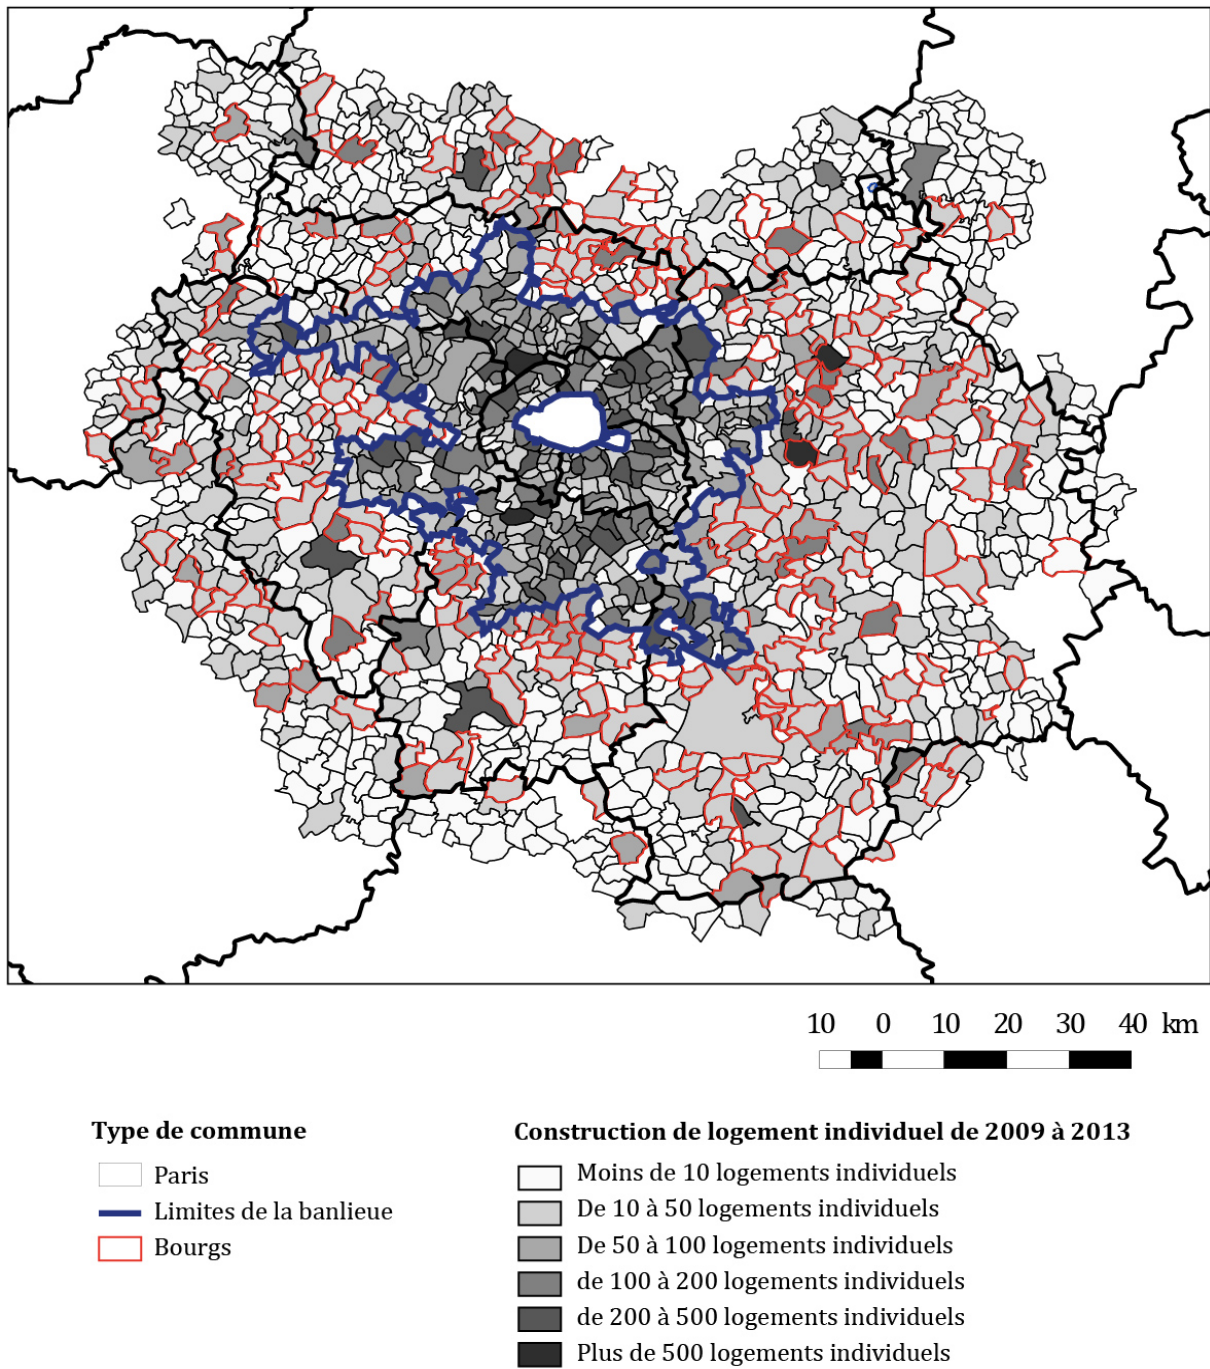 10 0 10 20 30 40 km
Type de commune
Paris
Limites de la banlieue
Bourgs
Construction de logement individuel de 2009 à 2013
Moins de 10 logements individuels
De 10 à 50 logements individuels
De 50 à 100 logements individuels
de 100 à 200 logements individuels
de 200 à 500 logements individuels
Plus de 500 logements individuels